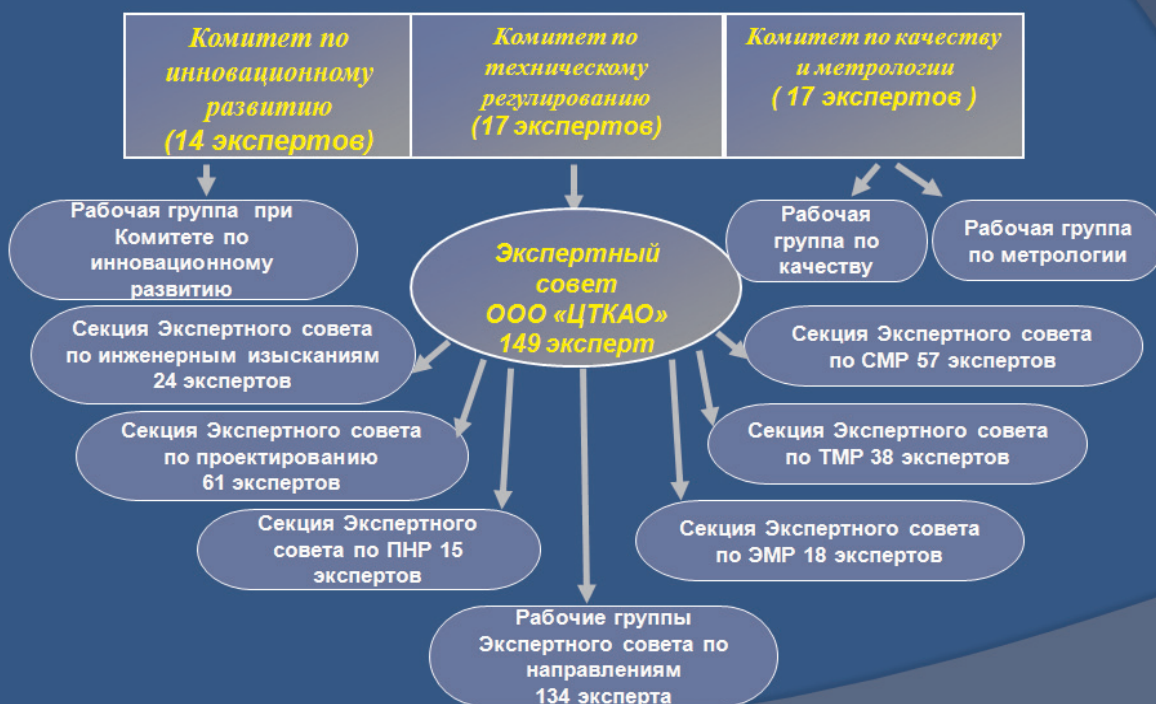 Комитет по
инновационному
развитию
(14 экспертов)
Комитет по
техническому
регулированию
(17 экспертов)
Комитет по качеству
и метрологии
( 17 экспертов )
Рабочая группа при
Комитете по
инновационному
развитию
Экспертный
совет
ООО «ЦТКАО»
149 эксперт
Рабочая
группа по
качеству
Рабочая группа
по метрологии
Секция Экспертного совета
по инженерным изысканиям
24 экспертов
Секция Экспертного совета
по СМР 57 экспертов
Секция Экспертного совета
по проектированию
61 экспертов
Секция Экспертного совета
по ТМР 38 экспертов
Секция Экспертного
совета по ПНР 15
экспертов
Секция Экспертного совета
по ЭМР 18 экспертов
Рабочие группы
Экспертного совета по
направлениям
134 эксперта